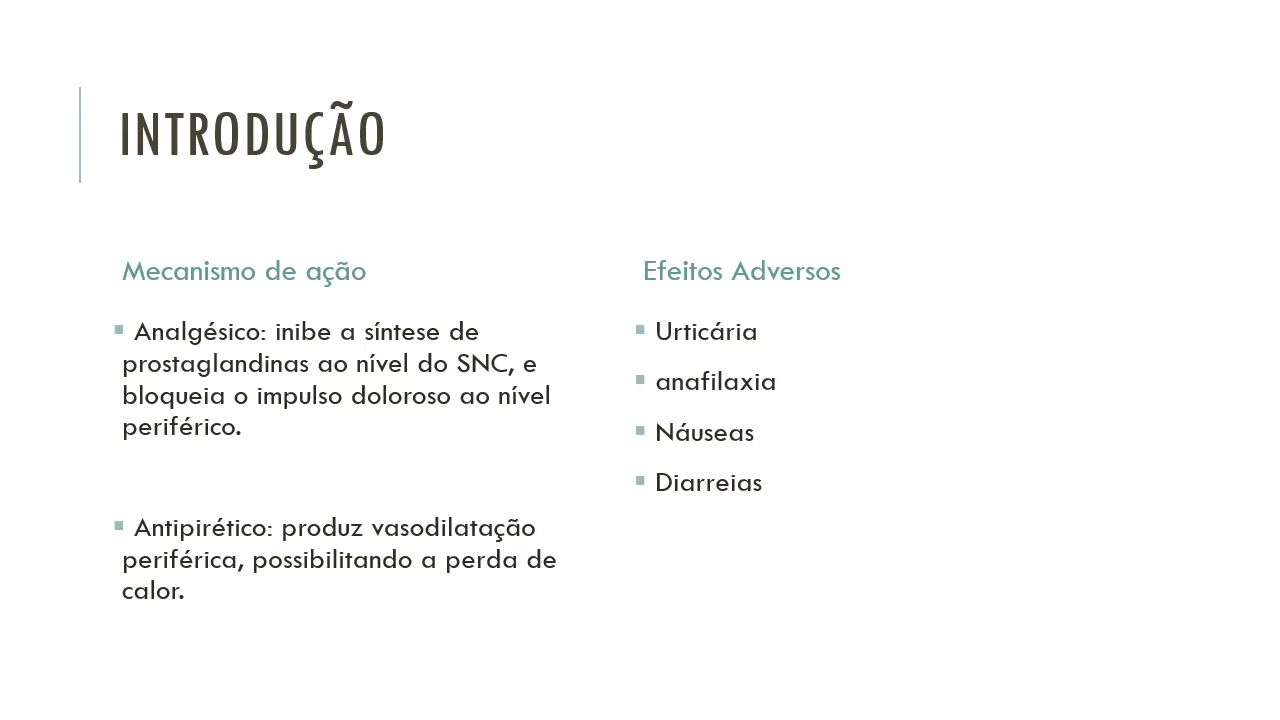 INTRODUÇÃO
Mecanismo de ação
Analgésico: inibe a síntese de
prostaglandinas ao nível do SNC, e
bloqueia o impulso doloroso ao nível
periférico.
Antipirético: produz vasodilatação
periférica, possibilitando a perda de
calor.
Efeitos Adversos
Urticária
anafilaxia
Náuseas
Diarreias